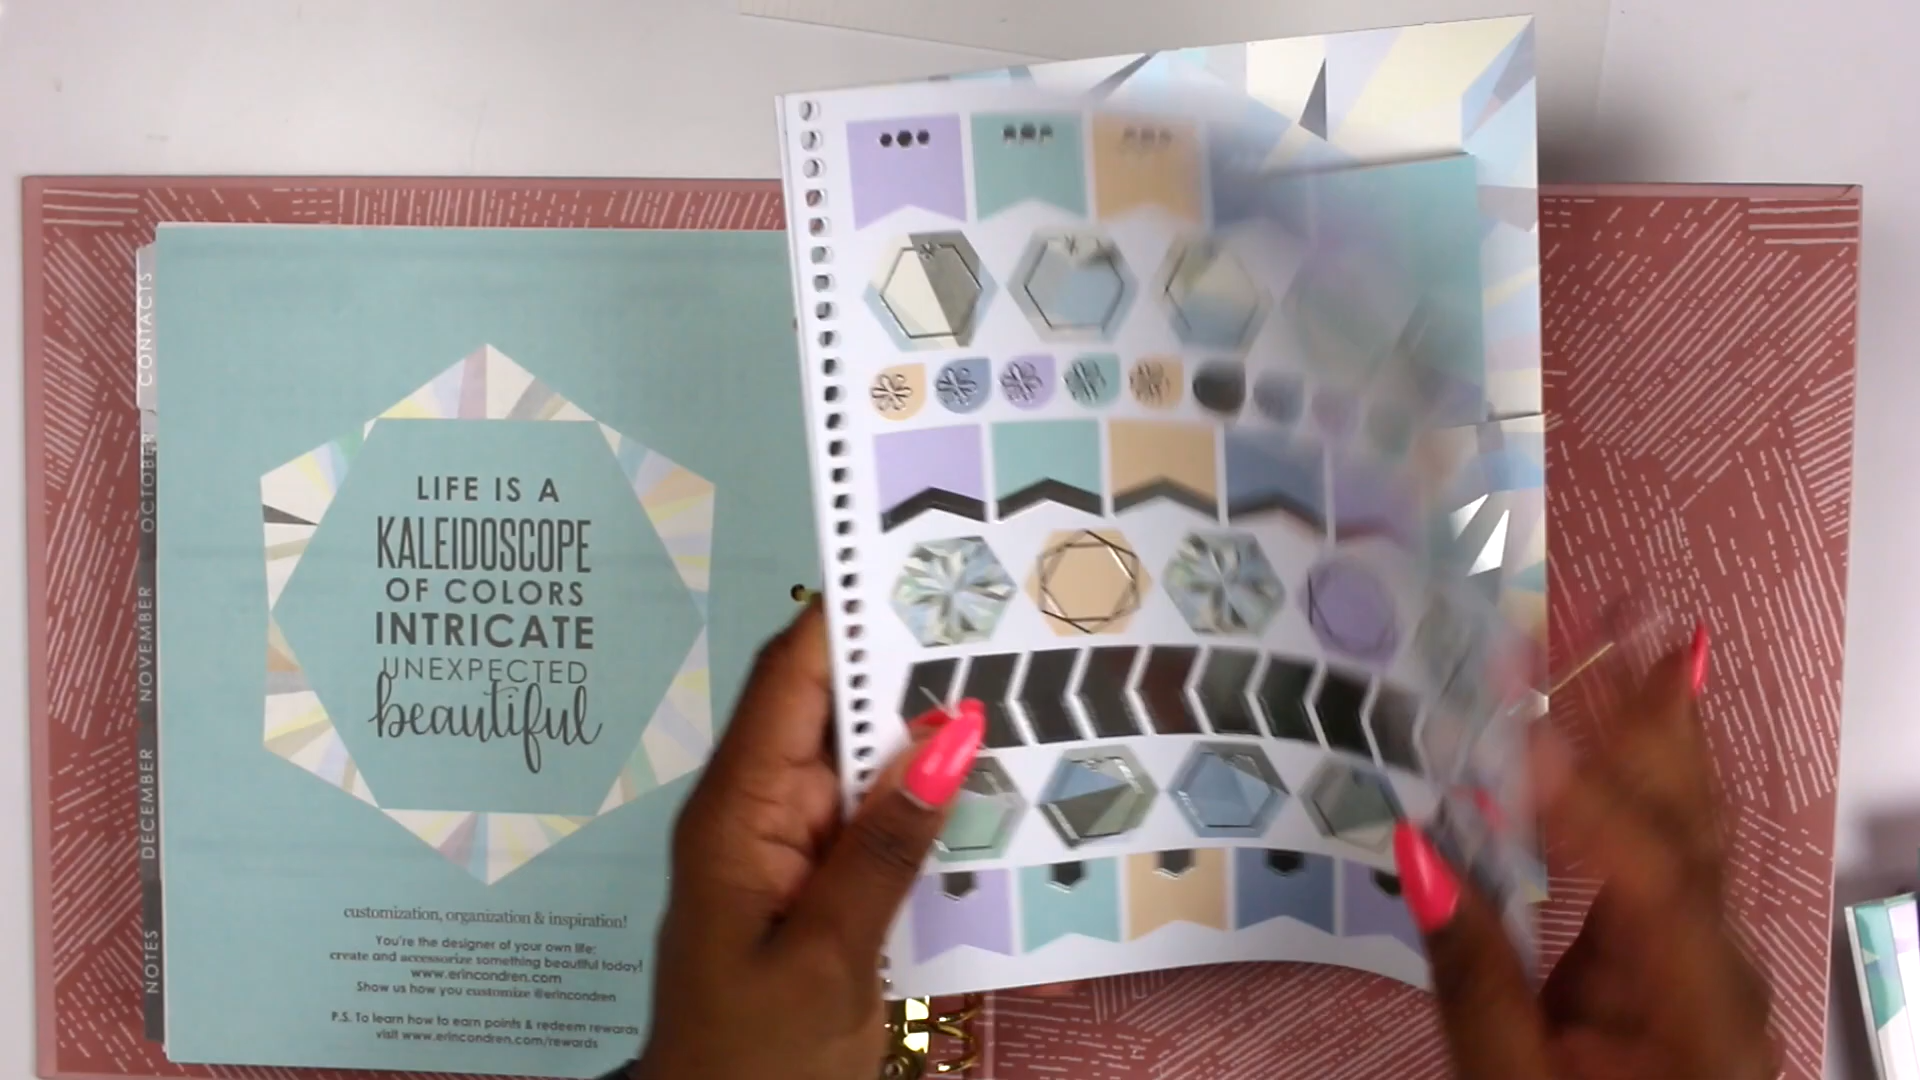 CONTACTS
OCTOBER
NOVEMBER
DECEMBER
NOTES
LIFE IS A
KALEIDOSCOPE
OF COLORS
INTRICATE
UNEXPECTED
beautiful
customization, organization & inspiration!
You're the designer of your own life:
create and accessorize something beautiful today!
www.erincondren.com
Show us how you customize @erincondren
P.S. To learn how to earn points & redeem rewards
visit www.erincondren.com/rewards